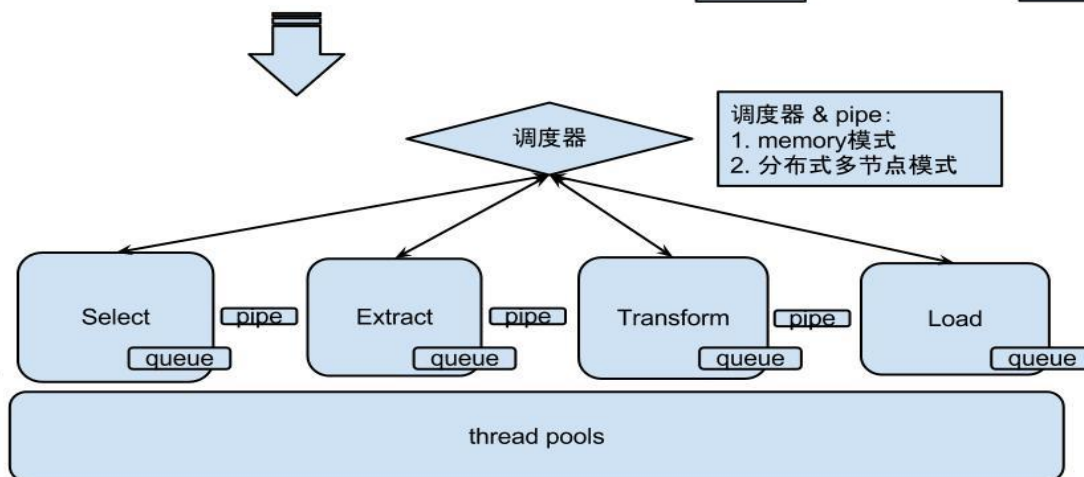 调度器
调度器 & pipe:
1. memory模式
2. 分布式多节点模式
Select
pipe
Extract
pipe
Transform
pipe
Load
queue
queue
queue
queue
thread pools